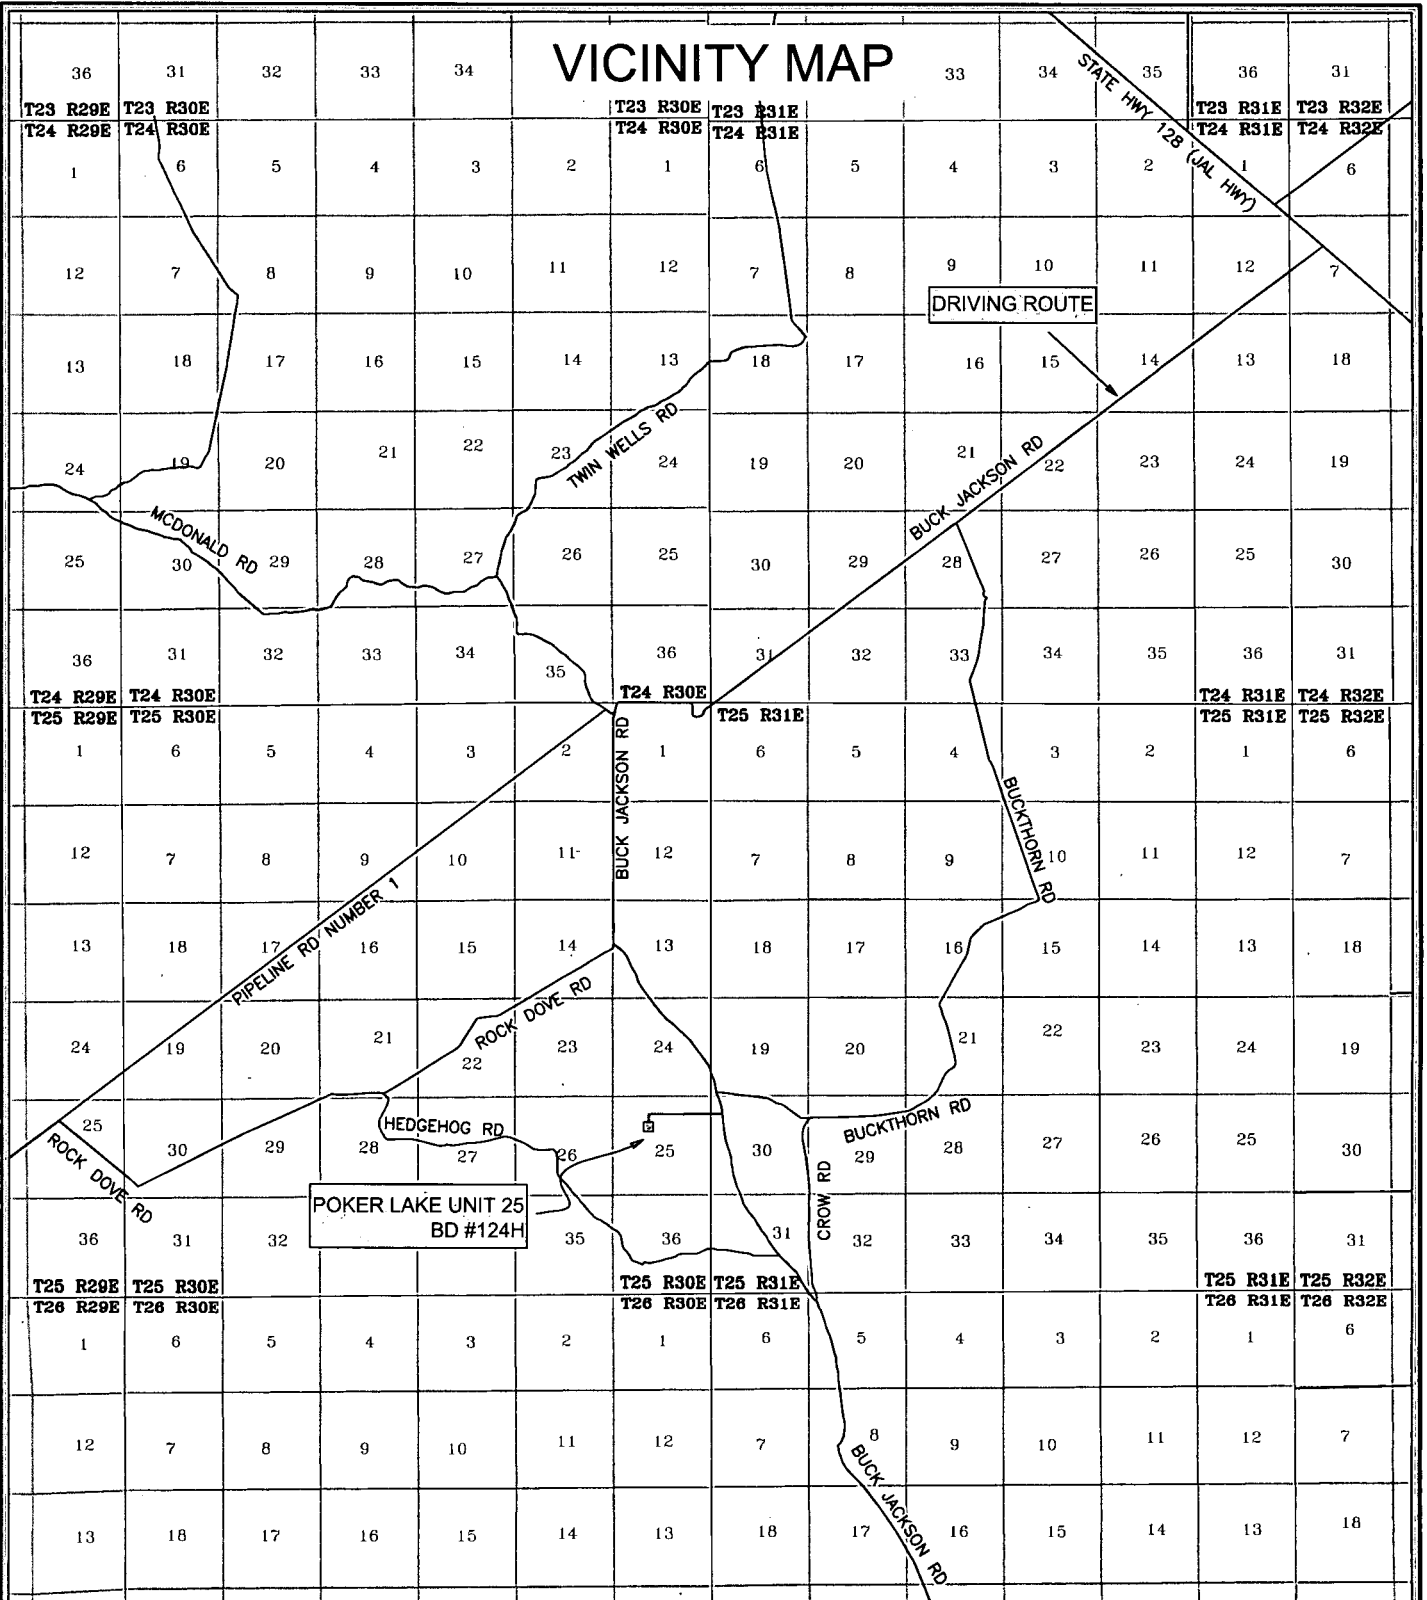 VICINITY MAP
36 31 32 33 34 33 34 35 36 31
STATE HWY 128 (JAL HWY)
T23 R29E T23 R30E T23 R30E T23 R31E T23 R31E T23 R32E
T24 R29E T24 R30E T24 R30E T24 R31E T24 R31E T24 R32E
1 6 5 4 3 2 1 6 5 4 3 2 1 6
12 7 8 9 10 11 12 7 8 9 10 11 12 7
DRIVING ROUTE
13 18 17 16 15 14 13 18 17 16 15 14 13 18
TWIN WELLS RD
BUCK JACKSON RD
24 19 20 21 22 23 24 19 20 21 22 23 24 19
MCDONALD RD
25 30 29 28 27 26 25 30 29 28 27 26 25 30
36 31 32 33 34 35 36 31 32 33 34 35 36 31
T24 R29E T24 R30E T24 R30E T24 R31E T24 R32E
T25 R29E T25 R30E T25 R31E T25 R31E T25 R32E
1 6 5 4 3 2 1 6 5 4 3 2 1 6
BUCK JACKSON RD
BUCKTHORN RD
12 7 8 9 10 11 12 7 8 9 10 11 12 7
PIPELINE RD NUMBER 1
13 18 17 16 15 14 13 18 17 16 15 14 13 18
ROCK DOVE RD
24 19 20 21 22 23 24 19 20 21 22 23 24 19
HEDGEHOG RD
BUCKTHORN RD
25 30 29 28 27 26 25 30 29 28 27 26 25 30
ROCK DOVE RD
CROW RD
POKER LAKE UNIT 25
BD #124H
36 31 32 35 36 31 32 33 34 35 36 31
T25 R29E T25 R30E T25 R30E T25 R31E T25 R31E T25 R32E
T26 R29E T26 R30E T26 R30E T26 R31E T26 R31E T26 R32E
1 6 5 4 3 2 1 6 5 4 3 2 1 6
12 7 8 9 10 11 12 7 8 9 10 11 12 7
BUCK JACKSON RD
13 18 17 16 15 14 13 18 17 16 15 14 13 18